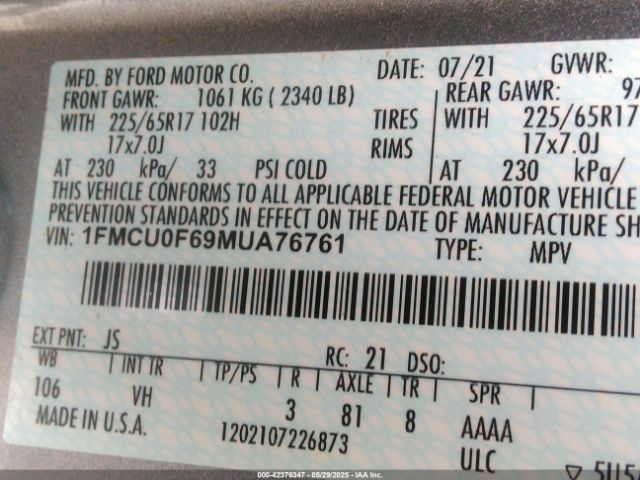 MFD. BY FORD MOTOR CO. DATE: 07/21 GVWR:
FRONT GAWR: 1061 KG ( 2340 LB) REAR GAWR: 97
WITH 225/65R17 102H TIRES WITH 225/65R17
17x7.0J RIMS 17x7.0J
AT 230 kPa/ 33 PSI COLD AT 230 kPa/
THIS VEHICLE CONFORMS TO ALL APPLICABLE FEDERAL MOTOR VEHICLE
PREVENTION STANDARDS IN EFFECT ON THE DATE OF MANUFACTURE SH
VIN: 1FMCU0F69MUA76761 TYPE: MPV
EXT PNT: JS RC: 21 DSO:
WB INT TR TP/PS R AXLE TR SPR
106 VH 3 81 8 AAAA
MADE IN U.S.A. 1202107226873 ULC
000-42376347 - 05/29/2025 - IAAI.COM